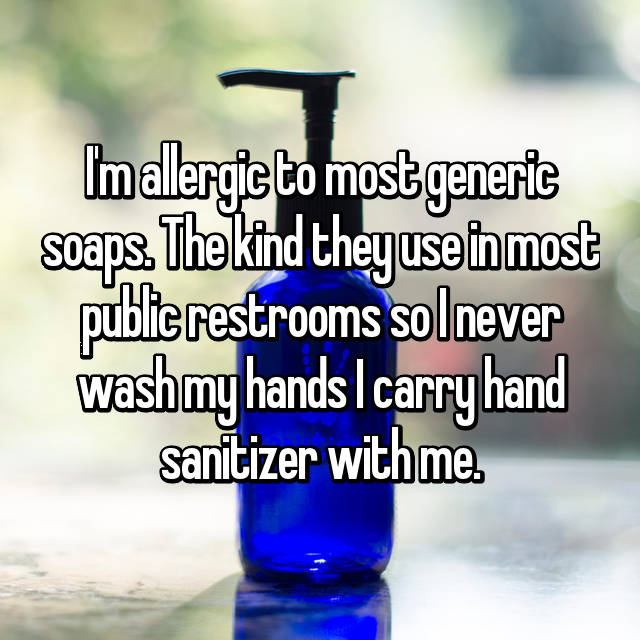 I'm allergic to most generic
soaps. The kind they use in most
public restrooms so I never
wash my hands I carry hand
sanitizer with me.